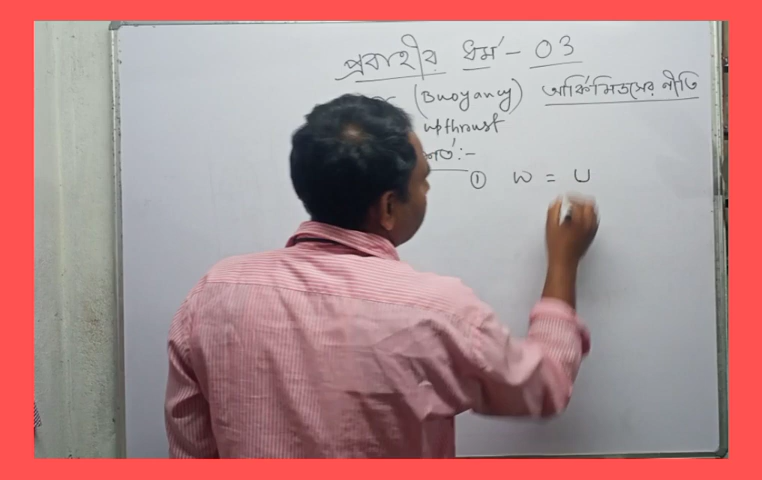 প্রবাহীর ধর্ম - 03
(Buoyancy) আর্কিমিডিসের নীতি
upthrust
① W = U